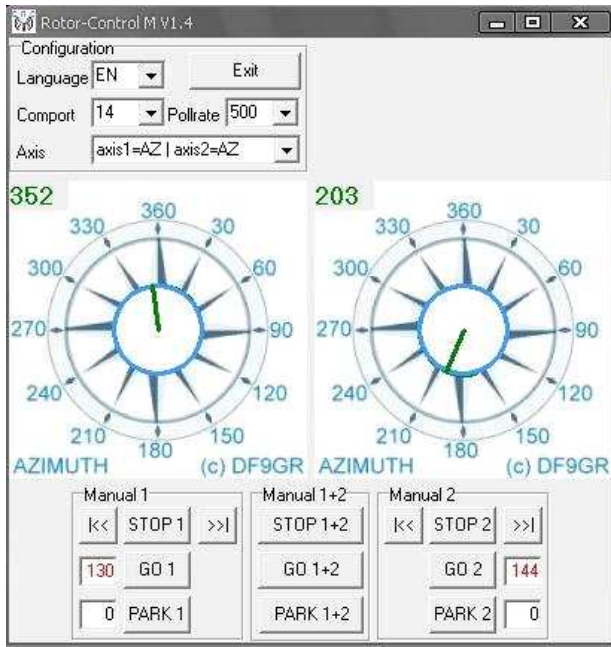 Rotor-Control M V1.4
Configuration
Language EN Exit
Comport 14 Pollrate 500
Axis axis1=AZ | axis2=AZ
352 203
360 360
330 30 330 30
300 60 300 60
270 90 270 90
240 120 240 120
210 150 210 150
180 180
AZIMUTH (c) DF9GR AZIMUTH (c) DF9GR
Manual 1 Manual 1+2 Manual 2
|<< STOP 1 >>| STOP 1+2 |<< STOP 2 >>|
130 GO 1 GO 1+2 GO 2 144
0 PARK 1 PARK 1+2 PARK 2 0